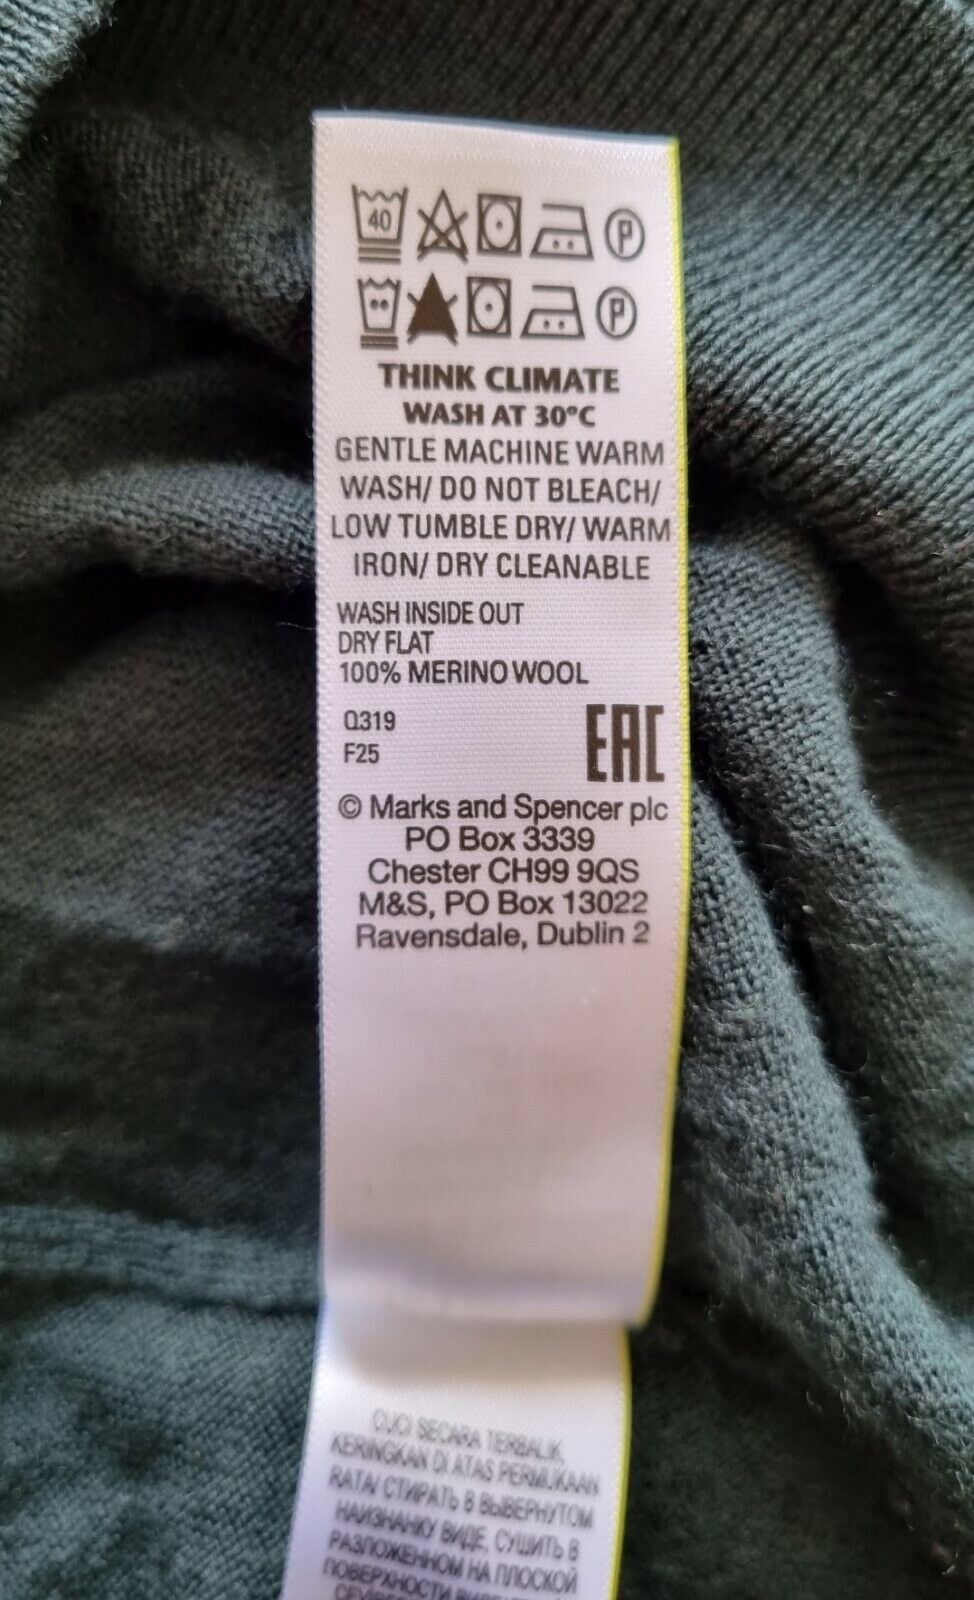 40
P
P
THINK CLIMATE
WASH AT 30°C
GENTLE MACHINE WARM
WASH/ DO NOT BLEACH/
LOW TUMBLE DRY/ WARM
IRON/ DRY CLEANABLE
WASH INSIDE OUT
DRY FLAT
100% MERINO WOOL
Q319
F25
EAC
© Marks and Spencer plc
PO Box 3339
Chester CH99 9QS
M&S, PO Box 13022
Ravensdale, Dublin 2
CUCI SECARA TERBALIK,
KERINGKAN DI ATAS PERMUKAAN
RATA/ СТИРАТЬ В ВЫВЕРНУТОМ
НАИЗНАНКУ ВИДЕ, СУШИТЬ В
РАЗЛОЖЕННОМ НА ПЛОСКОЙ
ПОВЕРХНОСТИ